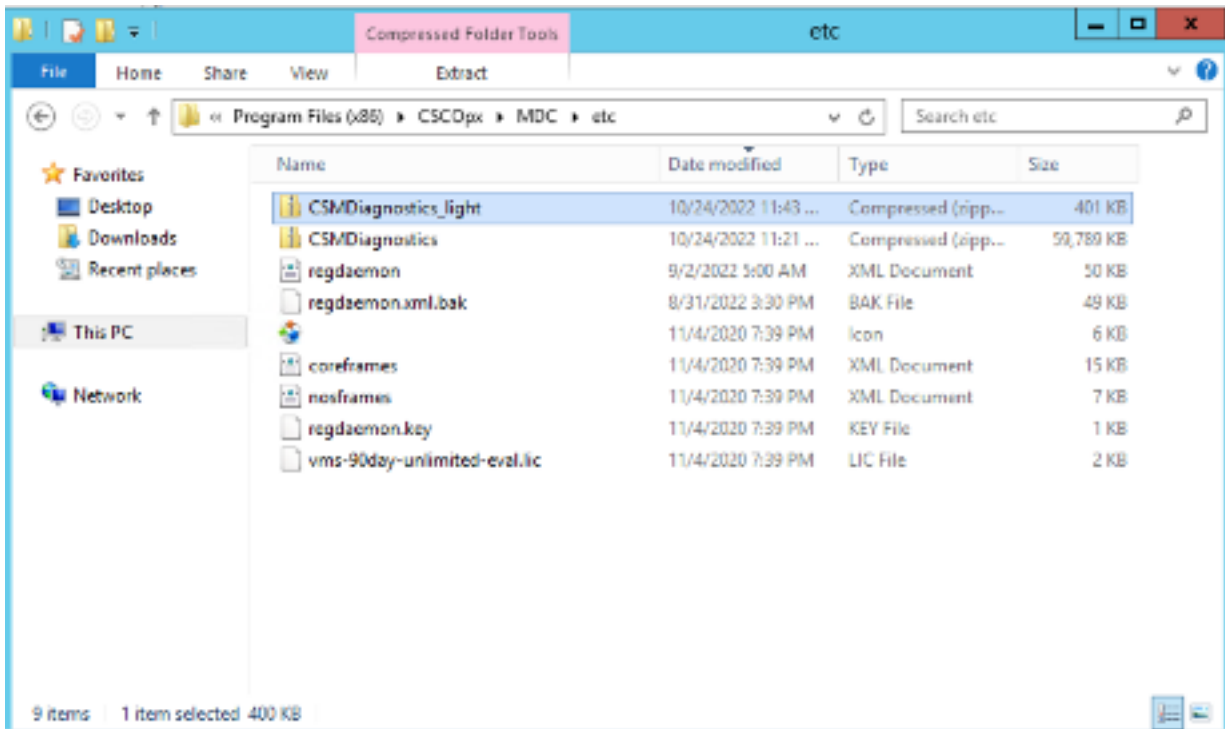 Compressed Folder Tools
etc
File Home Share View Extract
« Program Files (x86) CSCOpx MDC etc
Search etc
Favorites
Desktop
Downloads
Recent places
This PC
Network
Name Date modified Type Size
CSMDiagnostics_light 10/24/2022 11:43 ... Compressed (zipp... 401 KB
CSMDiagnostics 10/24/2022 11:21 ... Compressed (zipp... 59,789 KB
regdaemon 9/2/2022 5:00 AM XML Document 50 KB
regdaemon.xml.bak 8/31/2022 3:30 PM BAK File 49 KB
11/4/2020 7:39 PM Icon 6 KB
coreframes 11/4/2020 7:39 PM XML Document 15 KB
nosframes 11/4/2020 7:39 PM XML Document 7 KB
regdaemon.key 11/4/2020 7:39 PM KEY File 1 KB
vms-90day-unlimited-eval.lic 11/4/2020 7:39 PM LIC File 2 KB
9 items 1 item selected 400 KB